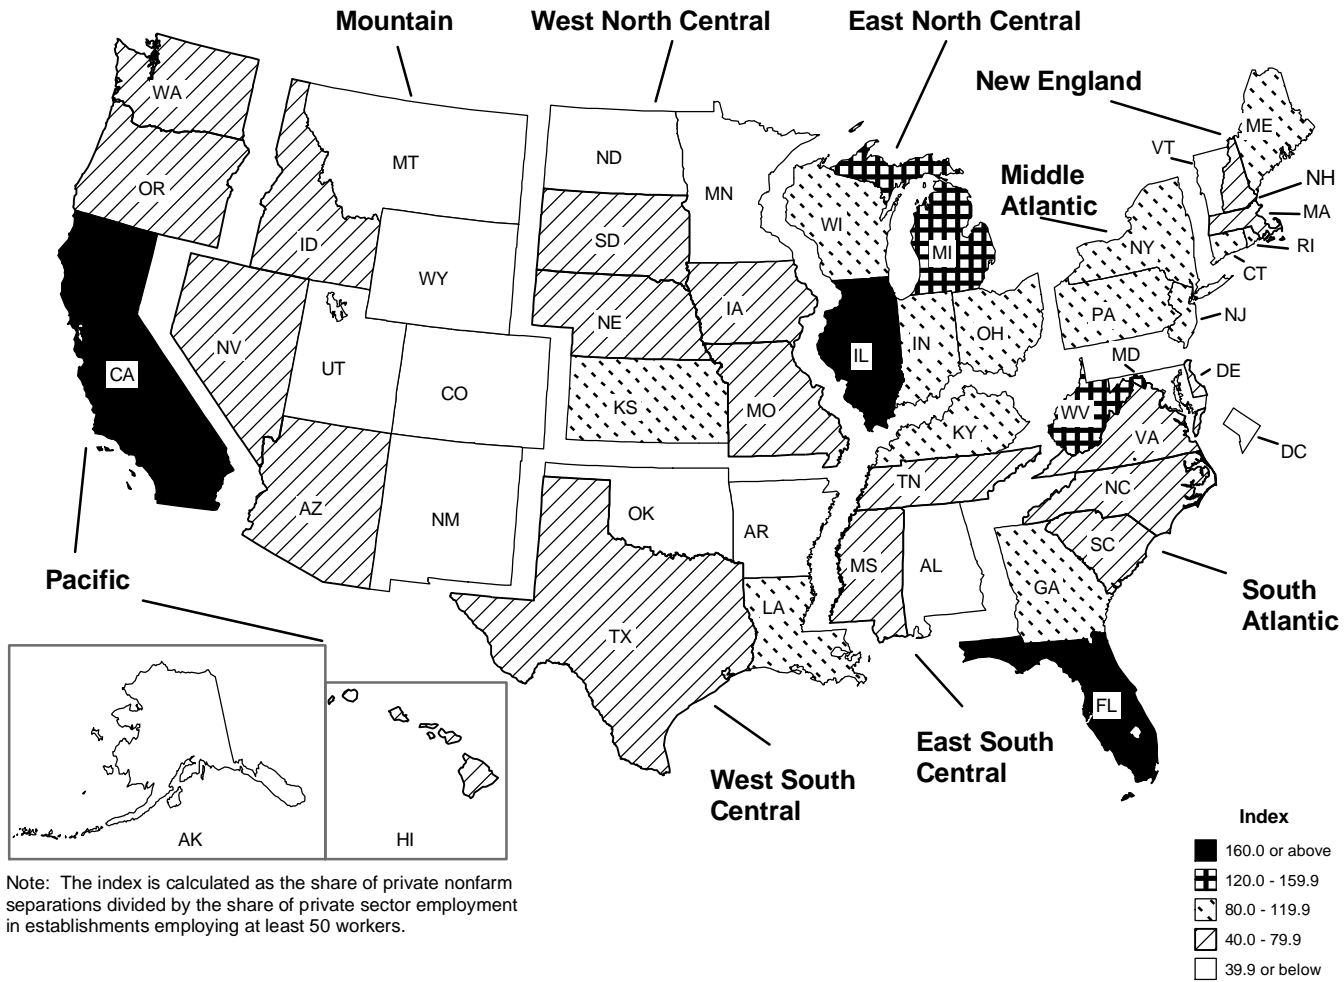 Mountain
West North Central
East North Central
New England
Middle
Atlantic
WA
OR
ID
MT
ND
MN
SD
WY
NE
IA
WI
MI
ME
VT
NH
MA
RI
CT
NY
PA
NJ
MD
DE
DC
CA
NV
UT
CO
KS
MO
IL
IN
OH
KY
WV
VA
AZ
NM
OK
AR
TN
NC
SC
MS
AL
GA
TX
LA
FL
Pacific
South
Atlantic
East South
Central
West South
Central
AK
HI
Note: The index is calculated as the share of private nonfarm
separations divided by the share of private sector employment
in establishments employing at least 50 workers.
Index
160.0 or above
120.0 - 159.9
80.0 - 119.9
40.0 - 79.9
39.9 or below